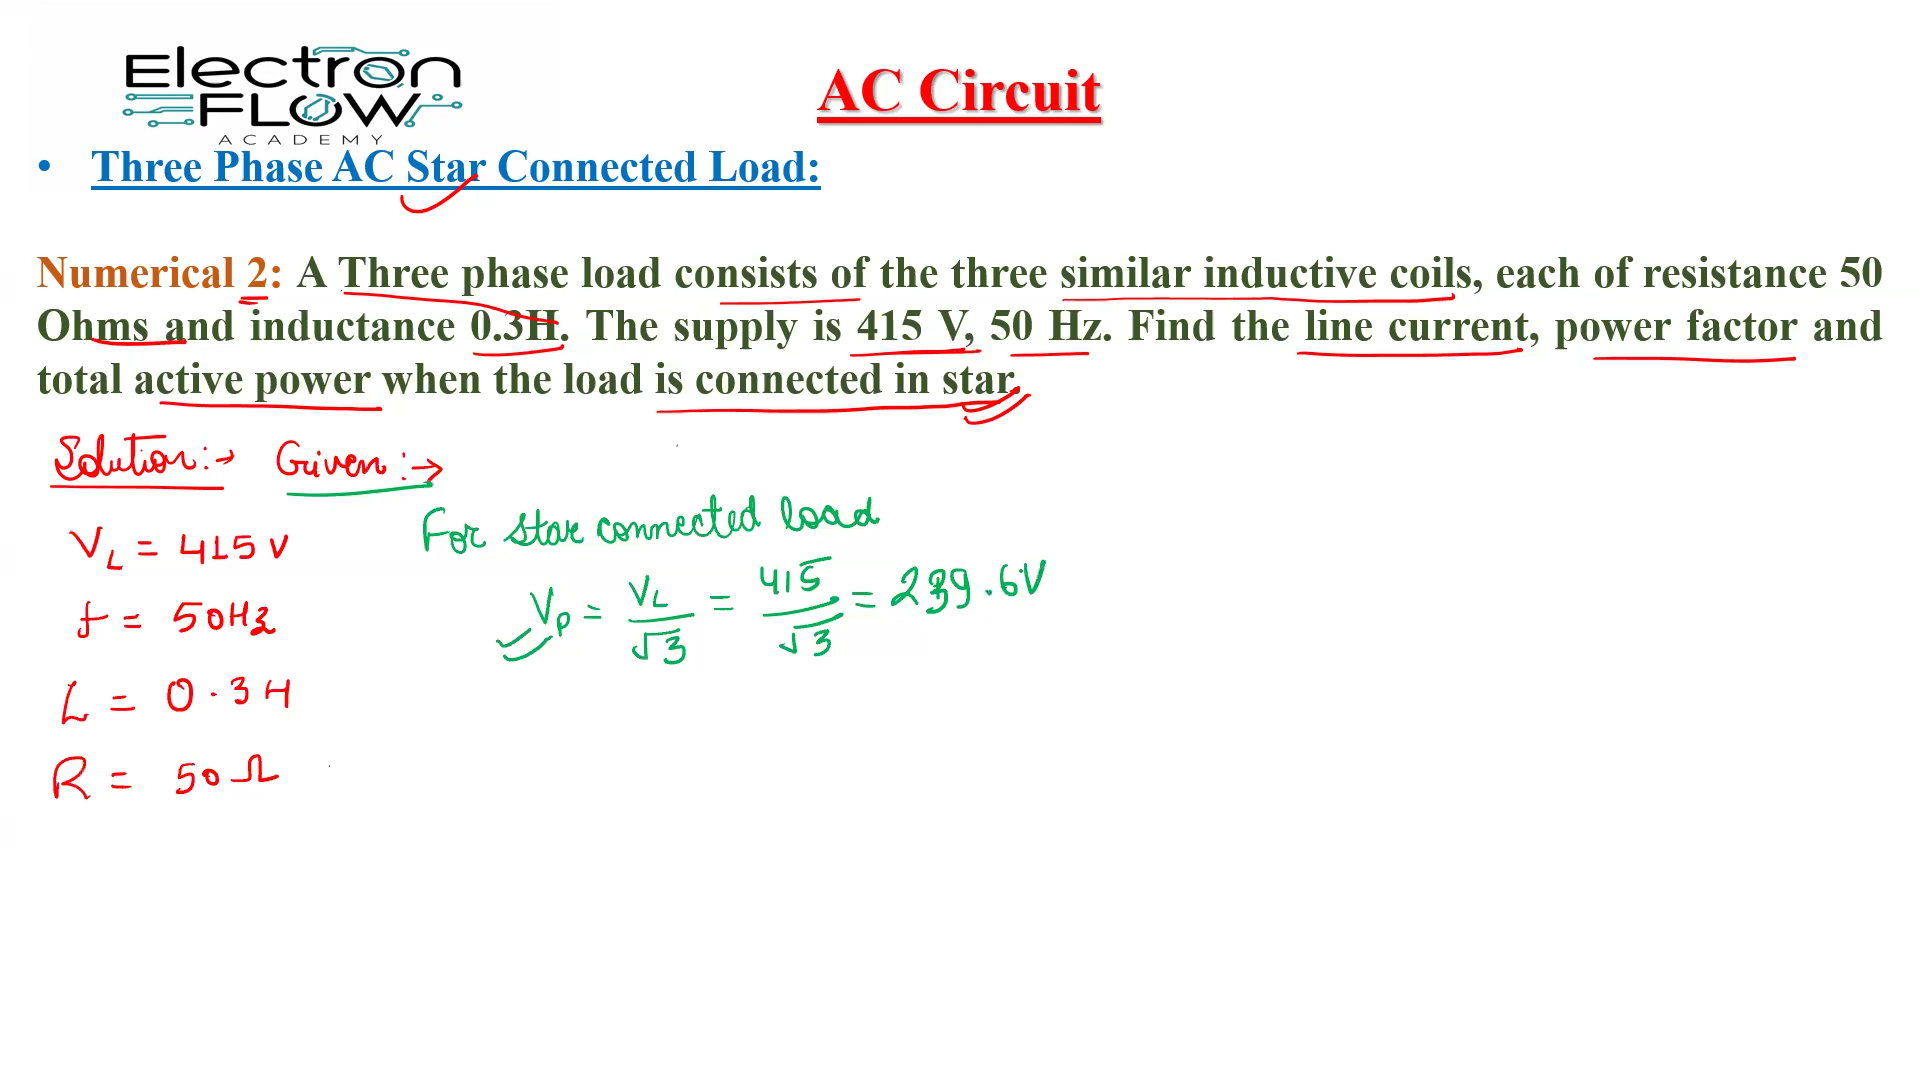 Electron
FLOW
ACADEMY
AC Circuit
• Three Phase AC Star Connected Load:
Numerical 2: A Three phase load consists of the three similar inductive coils, each of resistance 50
Ohms and inductance 0.3H. The supply is 415 V, 50 Hz. Find the line current, power factor and
total active power when the load is connected in star.
Solution:→ Given:→
For star connected load
V_L = 415 V
V_P = V_L/√3 = 415/√3 = 239.6V
f = 50Hz
L = 0.3H
R = 50Ω